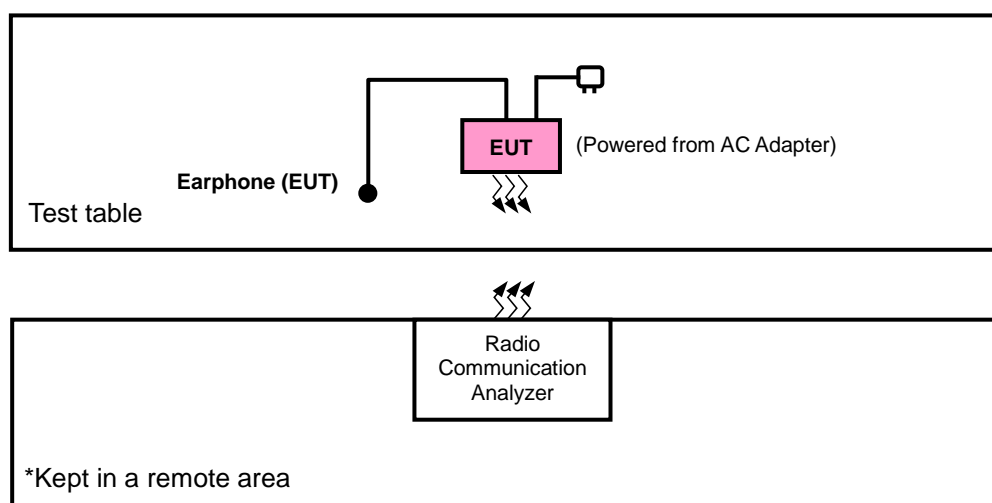 EUT
(Powered from AC Adapter)
Earphone (EUT)
Test table
Radio
Communication
Analyzer
*Kept in a remote area